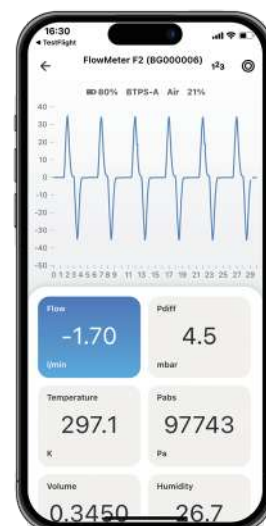 16:30
◀ TestFlight
← FlowMeter F2 (BG000006) 1²3
80% BTPS-A Air 21%
40
30
20
10
0
-10
-20
-30
-40
-50
0 1 2 3 4 5 6 7 8 9 11 13 15 17 19 21 23 25 27 29
Flow Pdiff
-1.70 4.5
l/min mbar
Temperature Pabs
297.1 97743
K Pa
Volume Humidity
0.3450 26.7